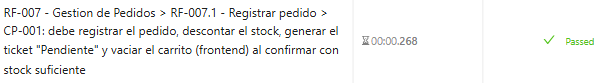 RF-007 - Gestion de Pedidos > RF-007.1 - Registrar pedido >
CP-001: debe registrar el pedido, descontar el stock, generar el
ticket "Pendiente" y vaciar el carrito (frontend) al confirmar con
stock suficiente
00:00.268
Passed